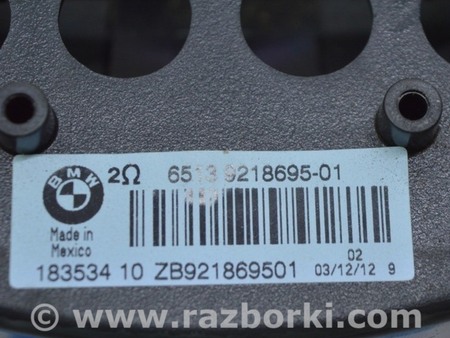 BMW
2Ω 6513 9218695-01
Made in
Mexico
02
183534 10 ZB921869501 03/12/12 9
© www.razborki.com